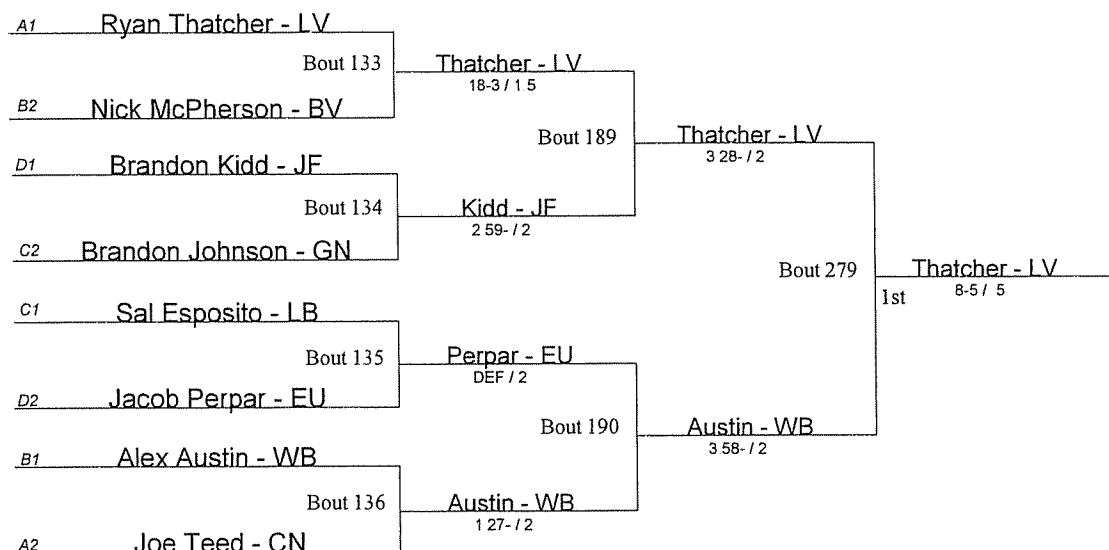 A1 Ryan Thatcher - LV
Bout 133
Thatcher - LV
18-3 / 1.5
B2 Nick McPherson - BV
Bout 189
Thatcher - LV
3 28- / 2
D1 Brandon Kidd - JF
Bout 134
Kidd - JF
2 59- / 2
C2 Brandon Johnson - GN
Bout 279
Thatcher - LV
8-5 / 5
1st
C1 Sal Esposito - LB
Bout 135
Perpar - EU
DEF / 2
D2 Jacob Perpar - EU
Bout 190
Austin - WB
3 58- / 2
B1 Alex Austin - WB
Bout 136
Austin - WB
1 27- / 2
A2 Joe Teed - CN